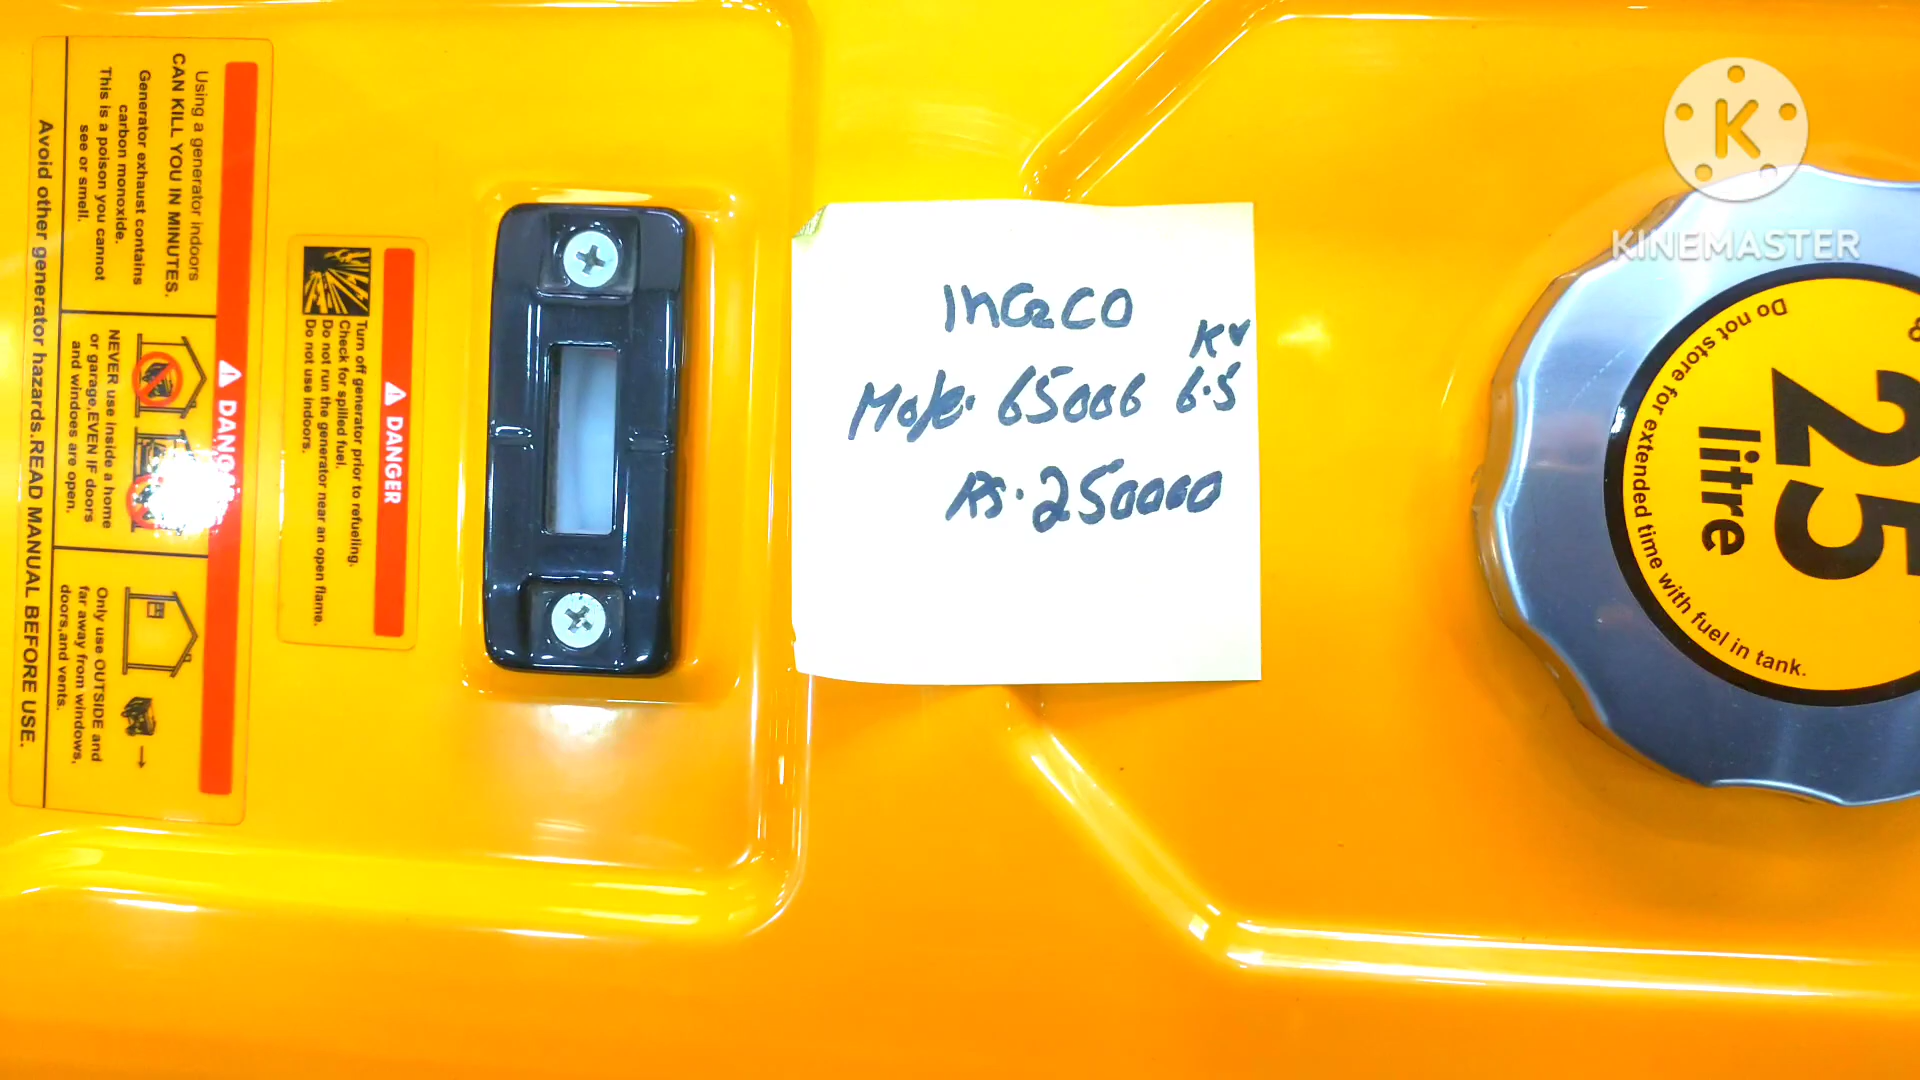 Using a generator indoors
CAN KILL YOU IN MINUTES.
Generator exhaust contains
carbon monoxide.
This is a poison you cannot
see or smell.
DANGER
NEVER use inside a home
or garage,EVEN IF doors
and windows are open.
Only use OUTSIDE and
far away from windows,
doors,and vents.
Avoid other generator hazards.READ MANUAL BEFORE USE.
DANGER
Turn off generator prior to refueling.
Check for spilled fuel.
Do not run the generator near an open flame.
Do not use indoors.
INGCO
KV
Mode. 65006 6.5
RS. 250000
K
KINEMASTER
25
litre
Do not store for extended time with fuel in tank.